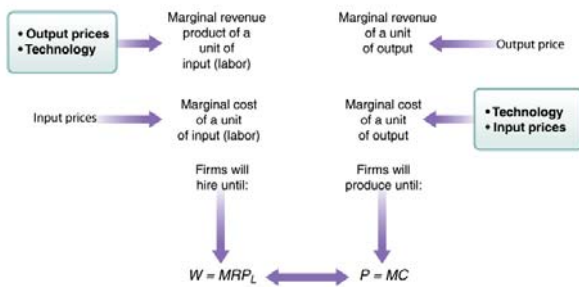 • Output prices
• Technology
Marginal revenue
product of a
unit of
input (labor)
Marginal revenue
of a unit
of output
Output price
Input prices
Marginal cost
of a unit
of input (labor)
Marginal cost
of a unit
of output
• Technology
• Input prices
Firms will
hire until:
Firms will
produce until:
W = MRP_L
P = MC